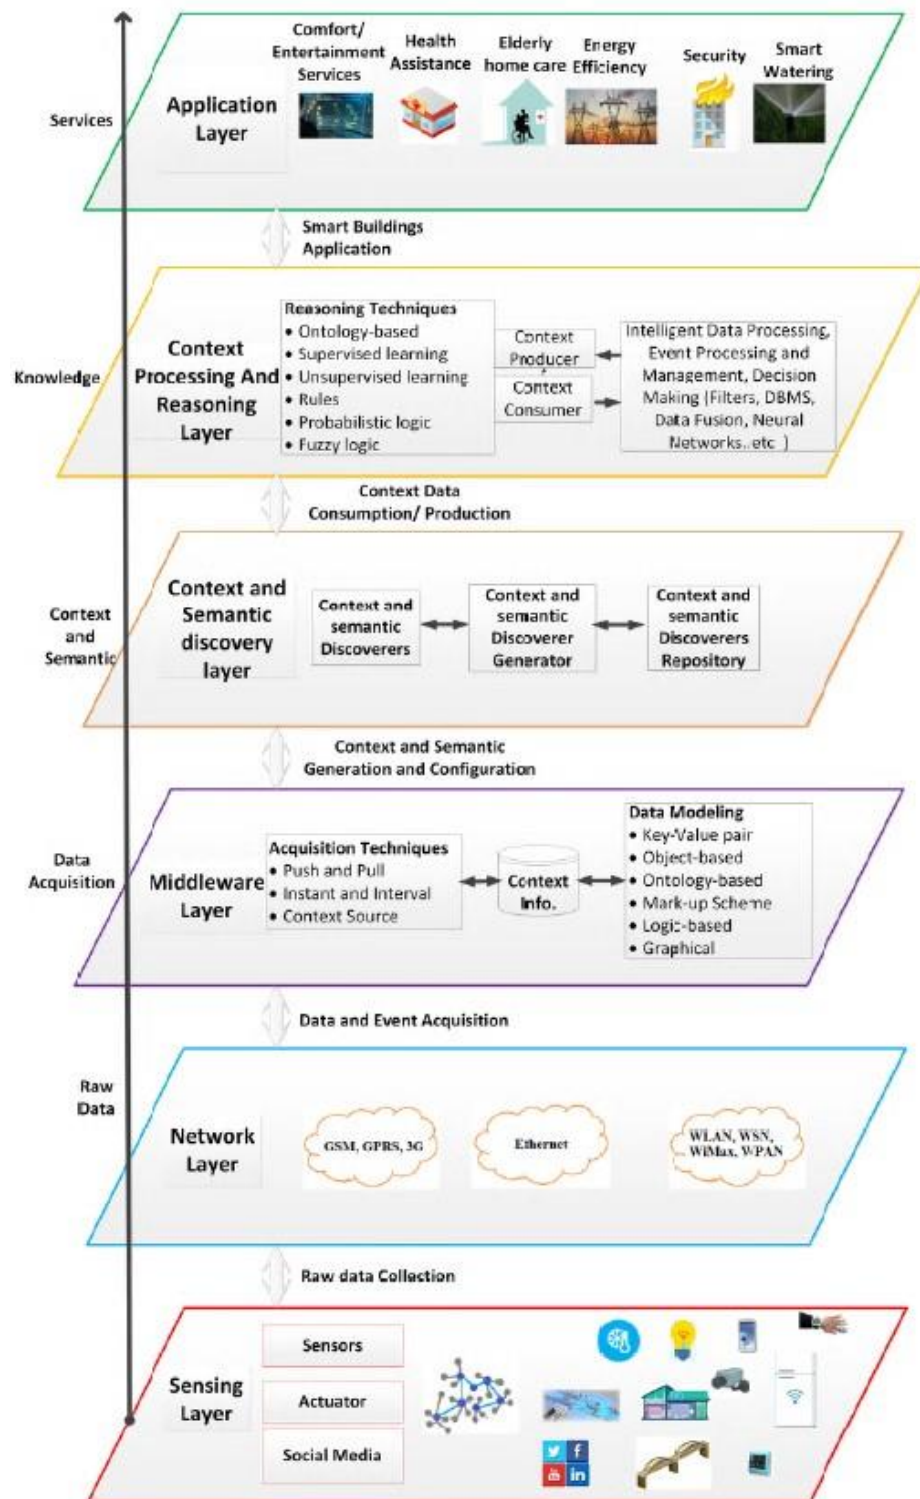 Services
Application
Layer
Comfort/
Entertainment
Services
Health
Assistance
Elderly
home care
Energy
Efficiency
Security
Smart
Watering
Smart Buildings
Application
Knowledge
Context
Processing And
Reasoning
Layer
Reasoning Techniques
• Ontology-based
• Supervised learning
• Unsupervised learning
• Rules
• Probabilistic logic
• Fuzzy logic
Context
Producer
Context
Consumer
Intelligent Data Processing,
Event Processing and
Management, Decision
Making (Filters, DBMS,
Data Fusion, Neural
Networks..etc )
Context Data
Consumption/ Production
Context
and
Semantic
Context and
Semantic
discovery
layer
Context and
semantic
Discoverers
Context and
semantic
Discoverer
Generator
Context and
semantic
Discoverers
Repository
Context and Semantic
Generation and Configuration
Data
Acquisition
Middleware
Layer
Acquisition Techniques
• Push and Pull
• Instant and Interval
• Context Source
Context
Info.
Data Modeling
• Key-Value pair
• Object-based
• Ontology-based
• Mark-up Scheme
• Logic-based
• Graphical
Data and Event Acquisition
Raw
Data
Network
Layer
GSM, GPRS, 3G
Ethernet
WLAN, WSN,
WiMax, WPAN
Raw data Collection
Sensing
Layer
Sensors
Actuator
Social Media